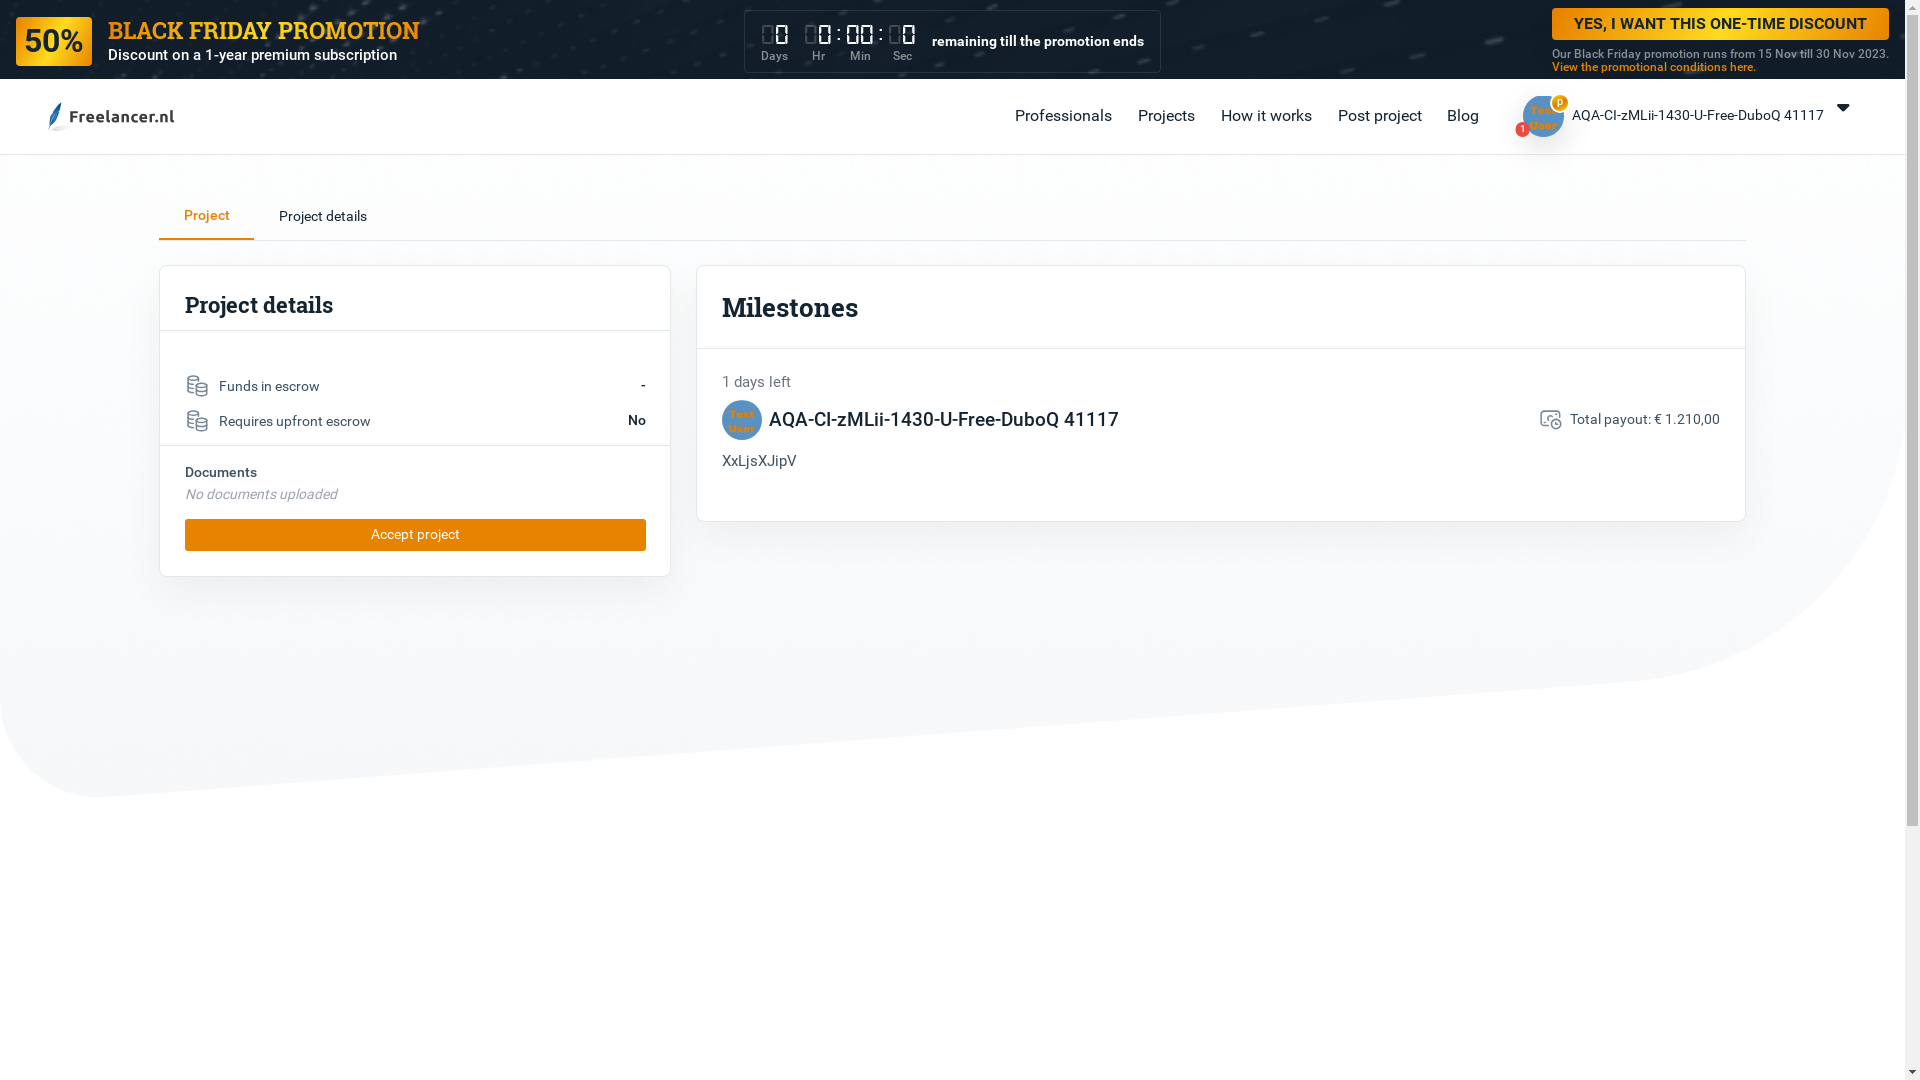 50%
BLACK FRIDAY PROMOTION
Discount on a 1-year premium subscription
0 0 : 00 : 0
Days Hr Min Sec
remaining till the promotion ends
YES, I WANT THIS ONE-TIME DISCOUNT
Our Black Friday promotion runs from 15 Nov till 30 Nov 2023.
View the promotional conditions here.
Freelancer.nl
Professionals
Projects
How it works
Post project
Blog
Test
User
p
1
AQA-CI-zMLii-1430-U-Free-DuboQ 41117
Project
Project details
Project details
Funds in escrow -
Requires upfront escrow No
Documents
No documents uploaded
Accept project
Milestones
1 days left
Test
User
AQA-CI-zMLii-1430-U-Free-DuboQ 41117
Total payout: € 1.210,00
XxLjsXJipV